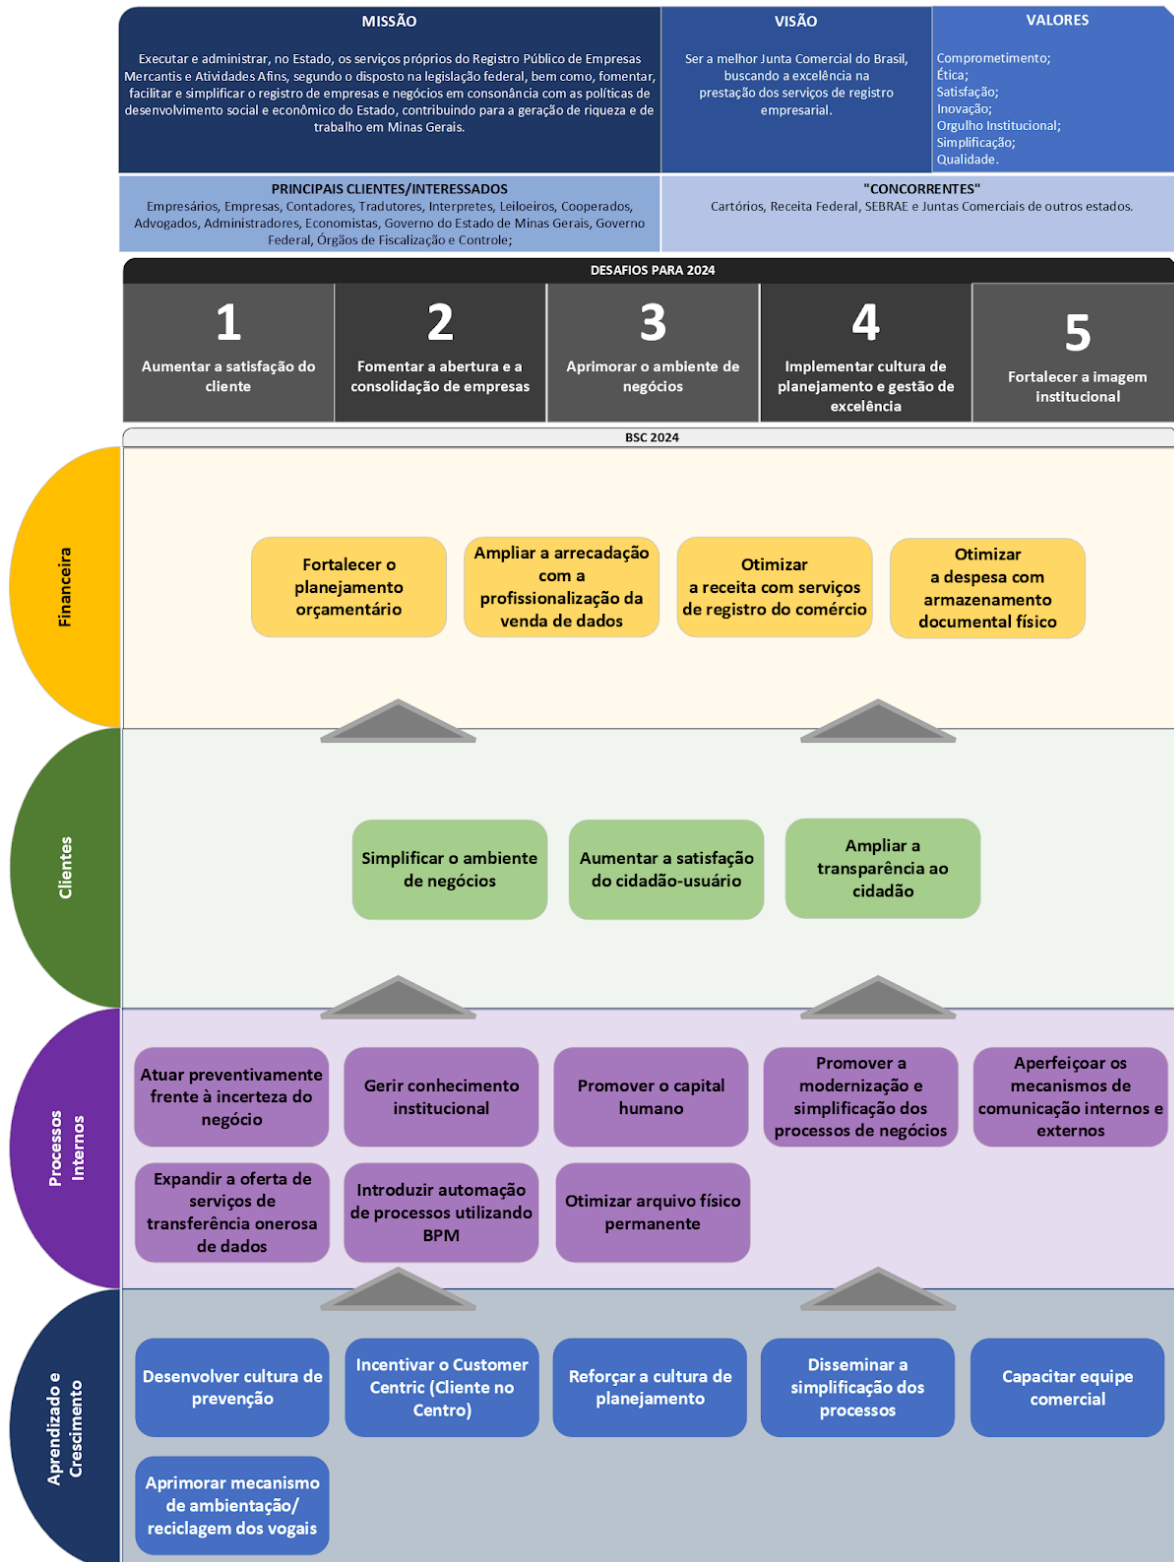 MISSÃO
Executar e administrar, no Estado, os serviços próprios do Registro Público de Empresas
Mercantis e Atividades Afins, segundo o disposto na legislação federal, bem como, fomentar,
facilitar e simplificar o registro de empresas e negócios em consonância com as políticas de
desenvolvimento social e econômico do Estado, contribuindo para a geração de riqueza e de
trabalho em Minas Gerais.
VISÃO
Ser a melhor Junta Comercial do Brasil,
buscando a excelência na
prestação dos serviços de registro
empresarial.
VALORES
Comprometimento;
Ética;
Satisfação;
Inovação;
Orgulho Institucional;
Simplificação;
Qualidade.
PRINCIPAIS CLIENTES/INTERESSADOS
Empresários, Empresas, Contadores, Tradutores, Interpretes, Leiloeiros, Cooperados,
Advogados, Administradores, Economistas, Governo do Estado de Minas Gerais, Governo
Federal, Órgãos de Fiscalização e Controle;
"CONCORRENTES"
Cartórios, Receita Federal, SEBRAE e Juntas Comerciais de outros estados.
DESAFIOS PARA 2024
1
Aumentar a satisfação do
cliente
2
Fomentar a abertura e a
consolidação de empresas
3
Aprimorar o ambiente de
negócios
4
Implementar cultura de
planejamento e gestão de
excelência
5
Fortalecer a imagem
institucional
BSC 2024
Financeira
Fortalecer o
planejamento
orçamentário
Ampliar a arrecadação
com a
profissionalização da
venda de dados
Otimizar
a receita com serviços
de registro do comércio
Otimizar
a despesa com
armazenamento
documental físico
Clientes
Simplificar o ambiente
de negócios
Aumentar a satisfação
do cidadão-usuário
Ampliar a
transparência ao
cidadão
Processos
Internos
Atuar preventivamente
frente à incerteza do
negócio
Gerir conhecimento
institucional
Promover o capital
humano
Promover a
modernização e
simplificação dos
processos de negócios
Aperfeiçoar os
mecanismos de
comunicação internos e
externos
Expandir a oferta de
serviços de
transferência onerosa
de dados
Introduzir automação
de processos utilizando
BPM
Otimizar arquivo físico
permanente
Aprendizado e
Crescimento
Desenvolver cultura de
prevenção
Incentivar o Customer
Centric (Cliente no
Centro)
Reforçar a cultura de
planejamento
Disseminar a
simplificação dos
processos
Capacitar equipe
comercial
Aprimorar mecanismo
de ambientação/
reciclagem dos vogais